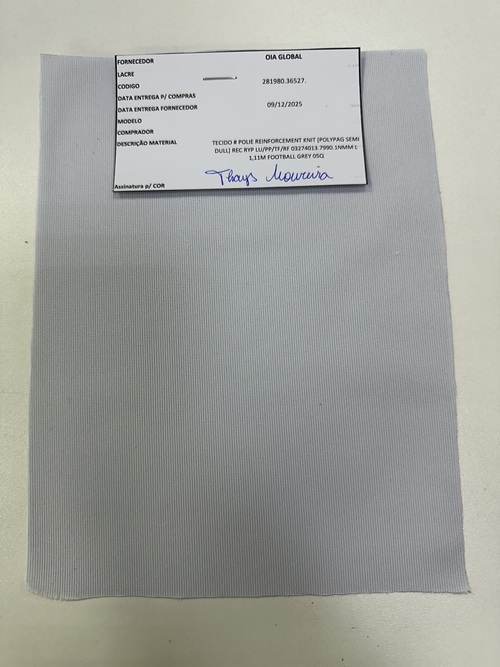 FORNECEDOR OIA GLOBAL
LACRE
CODIGO 281980.36527.
DATA ENTREGA P/ COMPRAS
DATA ENTREGA FORNECEDOR 09/12/2025
MODELO
COMPRADOR
DESCRIÇÃO MATERIAL TECIDO # POLIE REINFORCEMENT KNIT [POLYPAG SEMI
DULL] REC RYP LU/PP/TF/RF 03274013.7990.1NMM L
1,11M FOOTBALL GREY 05Q
Assinatura p/ COR Thays Moureira